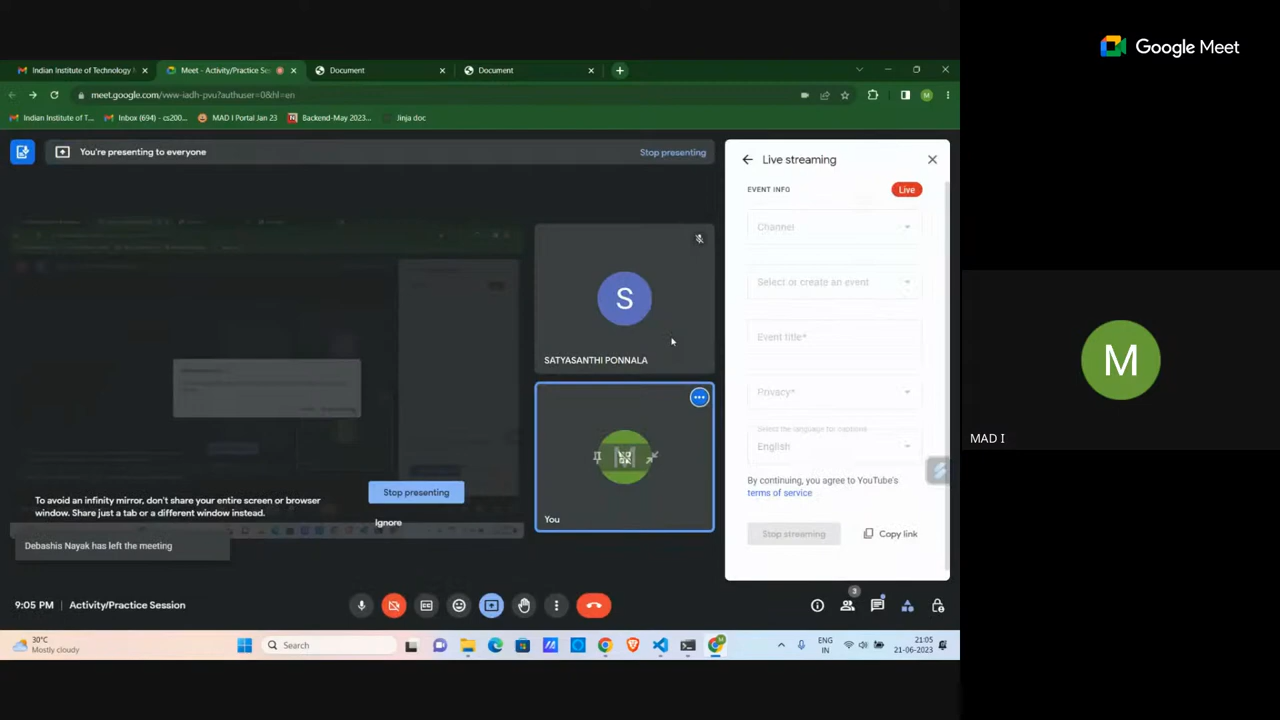 Google Meet
Indian Institute of Technology M
Meet - Activity/Practice Se
Document
Document
meet.google.com/vww-iadh-pvu?authuser=0&hl=en
Indian Institute of T...
Inbox (694) - cs200...
MAD I Portal Jan 23
Backend-May 2023...
Jinja doc
You're presenting to everyone
Stop presenting
Live streaming
EVENT INFO
Live
Channel
Select or create an event
Event title*
Privacy*
Select the language for captions
English
By continuing, you agree to YouTube's
terms of service
Stop streaming
Copy link
S
SATYASANTHI PONNALA
M
You
To avoid an infinity mirror, don't share your entire screen or browser
window. Share just a tab or a different window instead.
Stop presenting
Ignore
Debashis Nayak has left the meeting
M
MAD I
9:05 PM
Activity/Practice Session
3
30°C
Mostly cloudy
Search
ENG
IN
21:05
21-06-2023